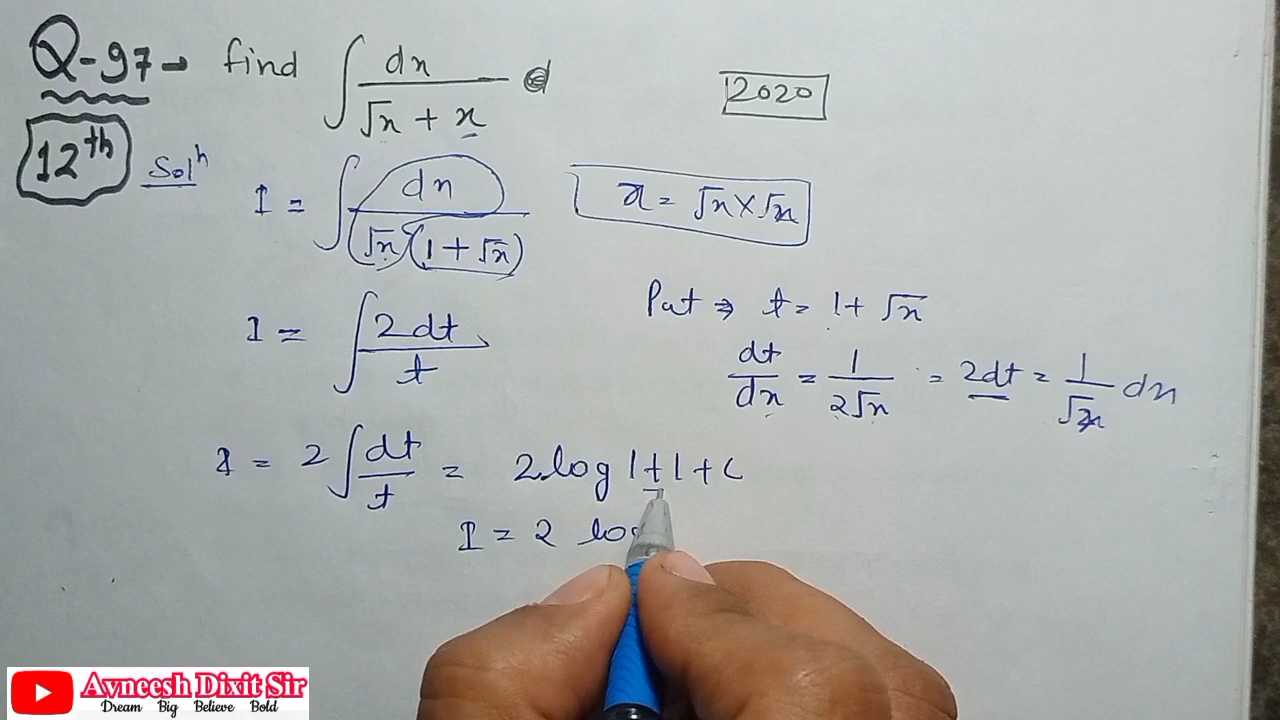 Q-97→ find ∫ dx / √x + x
2020
12th Solⁿ
I = ∫ dx / √x (1 + √x)
x = √x × √x
Put ⇒ t = 1 + √x
I = ∫ 2dt / t
dt/dx = 1 / 2√x = 2dt = 1/√x dx
I = 2 ∫ dt/t = 2 log |t| + C
I = 2 log
Avneesh Dixit Sir
Dream Big Believe Bold